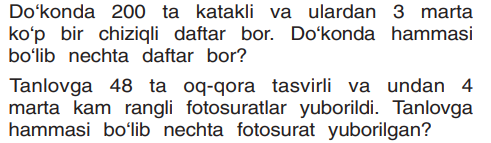 Do‘konda 200 ta katakli va ulardan 3 marta
ko‘p bir chiziqli daftar bor. Do‘konda hammasi
bo‘lib nechta daftar bor?
Tanlovga 48 ta oq-qora tasvirli va undan 4
marta kam rangli fotosuratlar yuborildi. Tanlovga
hammasi bo‘lib nechta fotosurat yuborilgan?